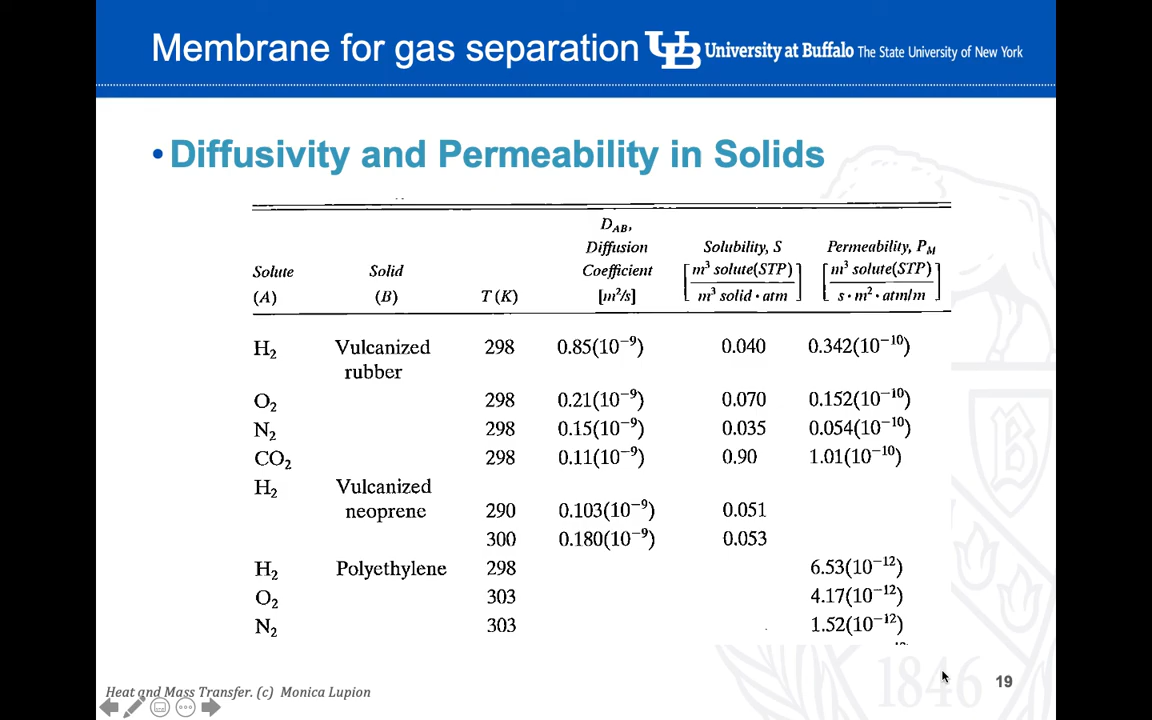 Membrane for gas separation UB University at Buffalo The State University of New York
• Diffusivity and Permeability in Solids
D_AB,
Diffusion Solubility, S Permeability, P_M
Solute Solid Coefficient [m³ solute(STP) / m³ solid · atm] [m³ solute(STP) / s · m² · atm/m]
(A) (B) T (K) [m²/s]
H₂ Vulcanized 298 0.85(10⁻⁹) 0.040 0.342(10⁻¹⁰)
rubber
O₂ 298 0.21(10⁻⁹) 0.070 0.152(10⁻¹⁰)
N₂ 298 0.15(10⁻⁹) 0.035 0.054(10⁻¹⁰)
CO₂ 298 0.11(10⁻⁹) 0.90 1.01(10⁻¹⁰)
H₂ Vulcanized
neoprene 290 0.103(10⁻⁹) 0.051
300 0.180(10⁻⁹) 0.053
H₂ Polyethylene 298 6.53(10⁻¹²)
O₂ 303 4.17(10⁻¹²)
N₂ 303 1.52(10⁻¹²)
1846
Heat and Mass Transfer. (c) Monica Lupion 19